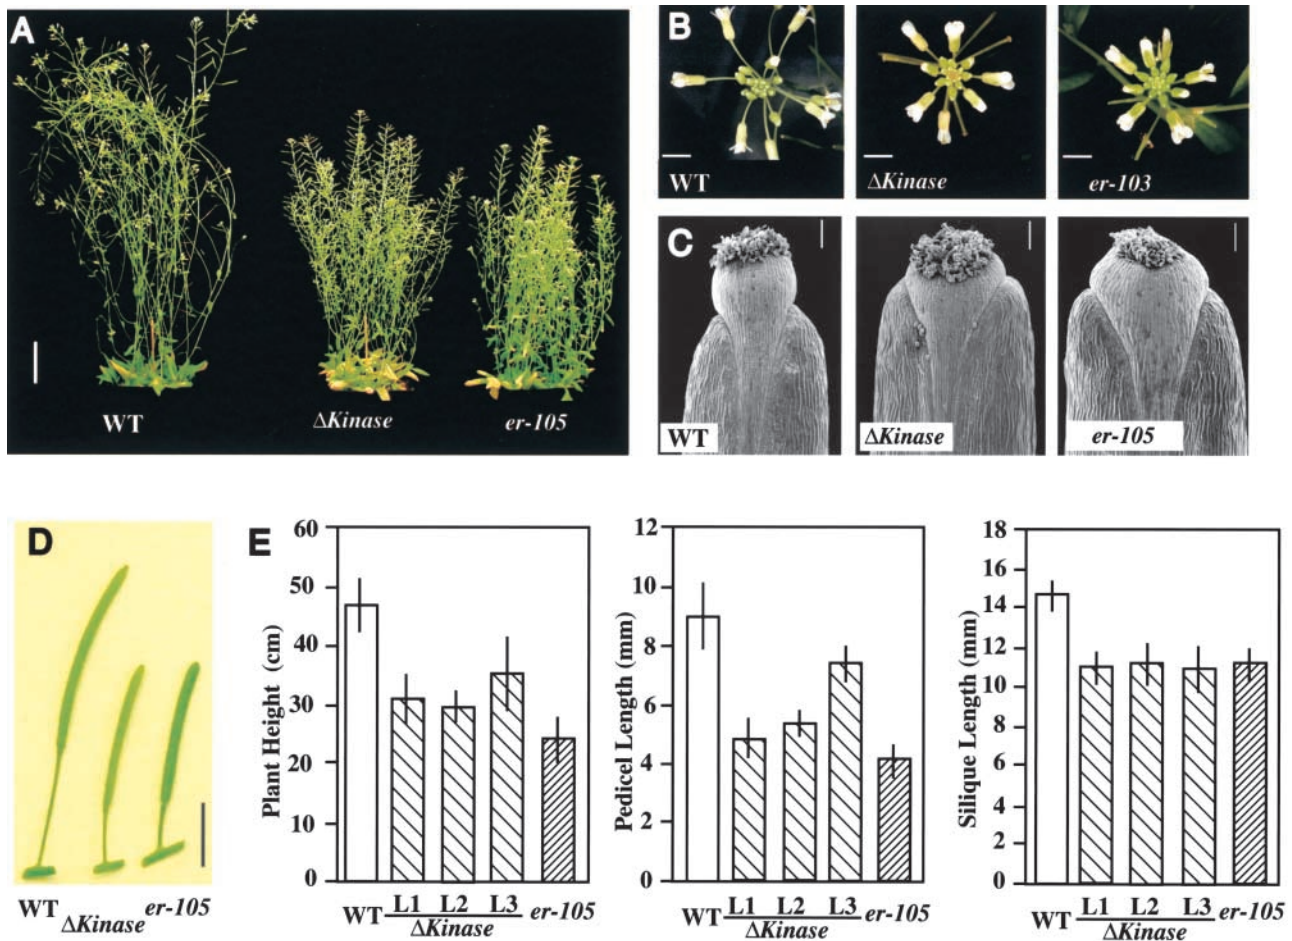 A
WT
ΔKinase
er-105
B
WT
ΔKinase
er-103
C
WT
ΔKinase
er-105
D
WT
ΔKinase
er-105
E
Plant Height (cm)
60
50
40
30
20
10
0
WT L1 L2 L3 er-105
ΔKinase
Pedicel Length (mm)
12
10
8
6
4
2
0
WT L1 L2 L3 er-105
ΔKinase
Silique Length (mm)
18
16
14
12
10
8
6
4
2
0
WT L1 L2 L3 er-105
ΔKinase